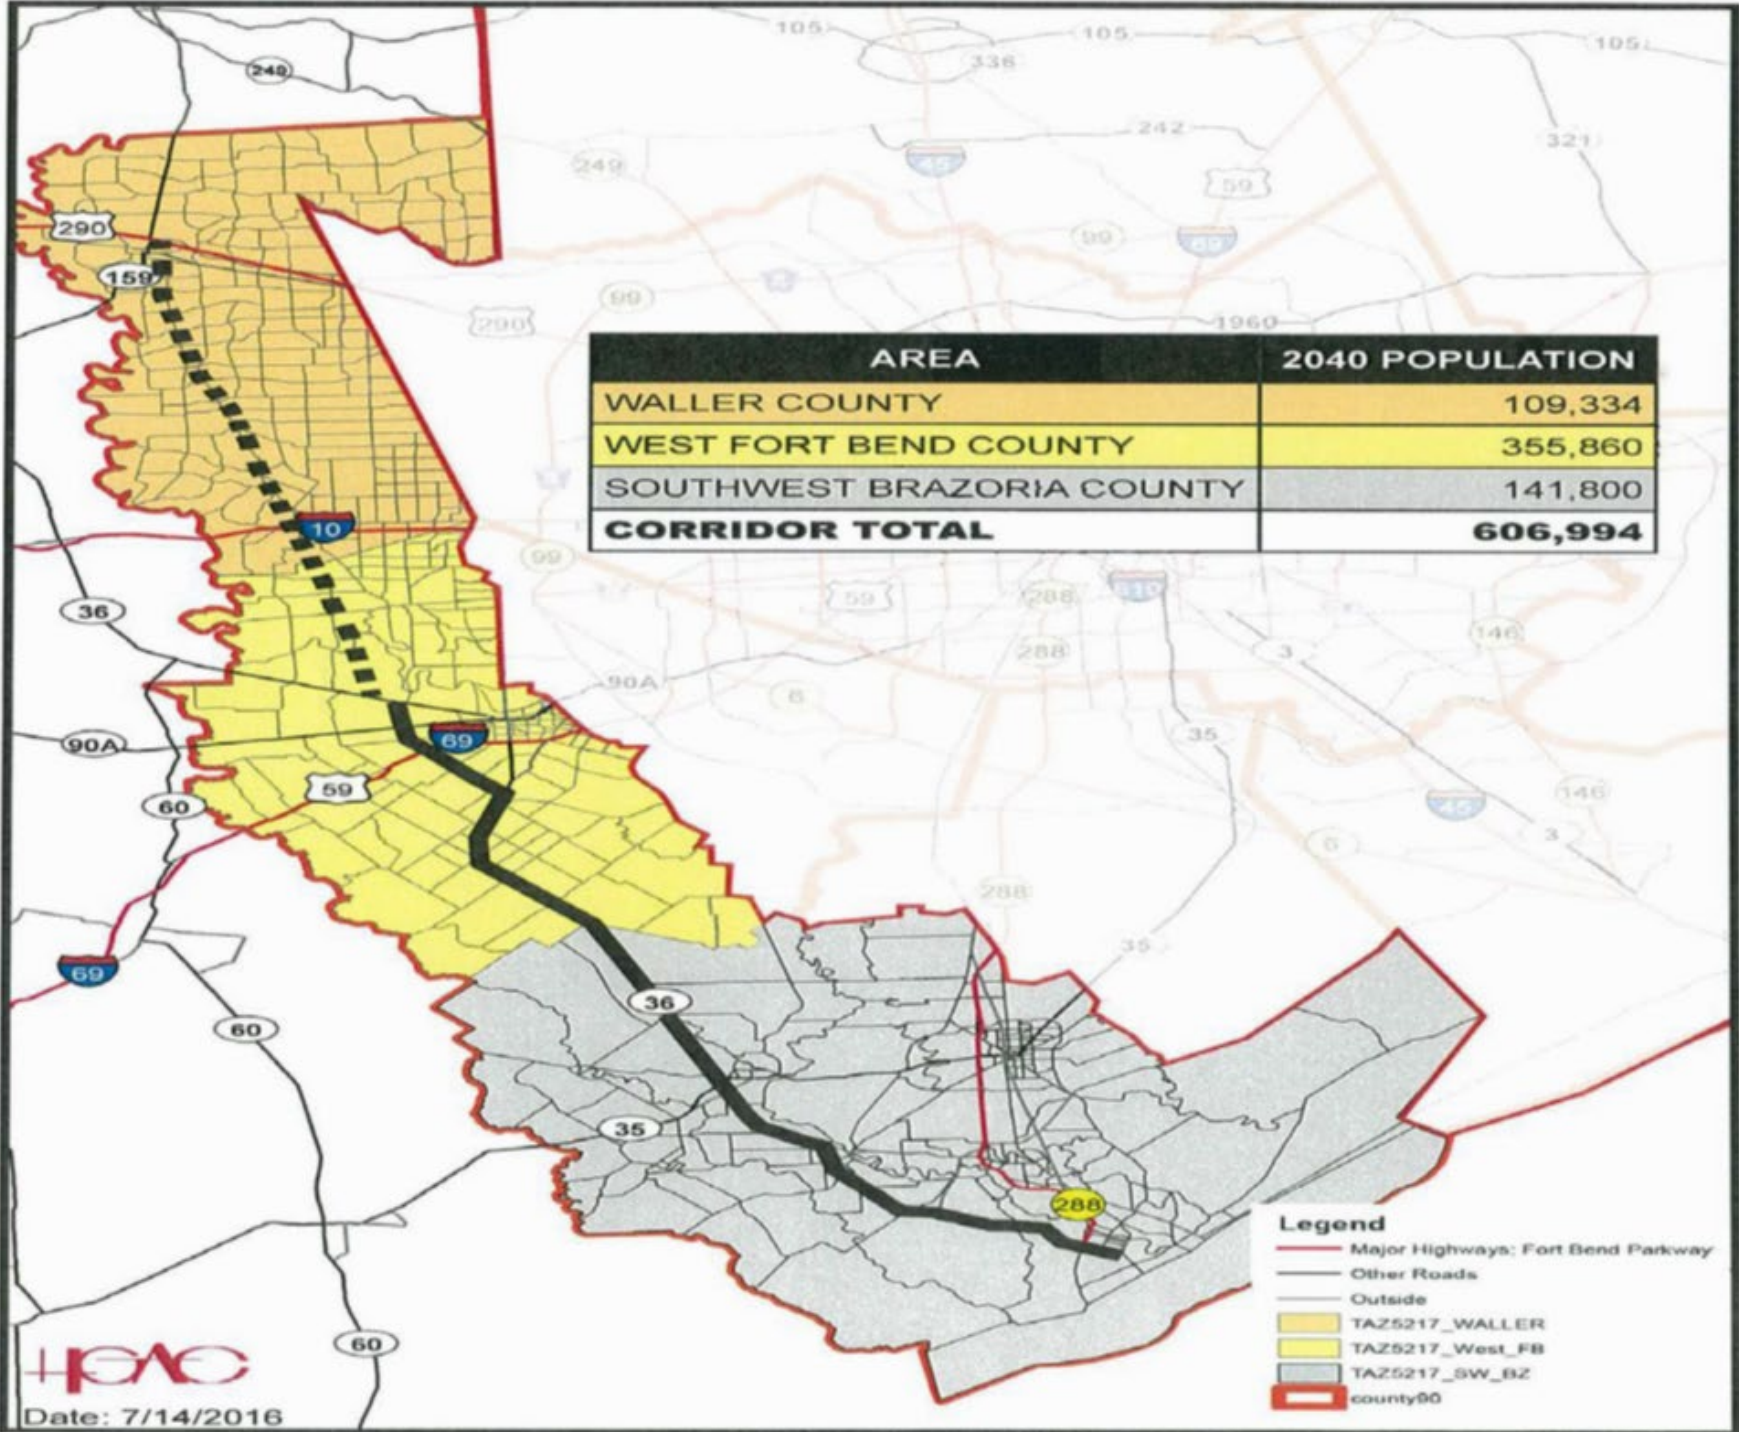 105
105
105
336
249
242
321
249
45
59
290
99
69
159
99
290
1960
AREA 2040 POPULATION
WALLER COUNTY 109,334
WEST FORT BEND COUNTY 355,860
SOUTHWEST BRAZORIA COUNTY 141,800
CORRIDOR TOTAL 606,994
10
99
59
288
36
146
288
3
90A
6
69
35
90A
59
60
45
146
3
6
288
35
69
36
60
35
288
60
Legend
Major Highways: Fort Bend Parkway
Other Roads
Outside
TAZ5217_WALLER
TAZ5217_West_FB
TAZ5217_SW_BZ
county90
HGAC
Date: 7/14/2016